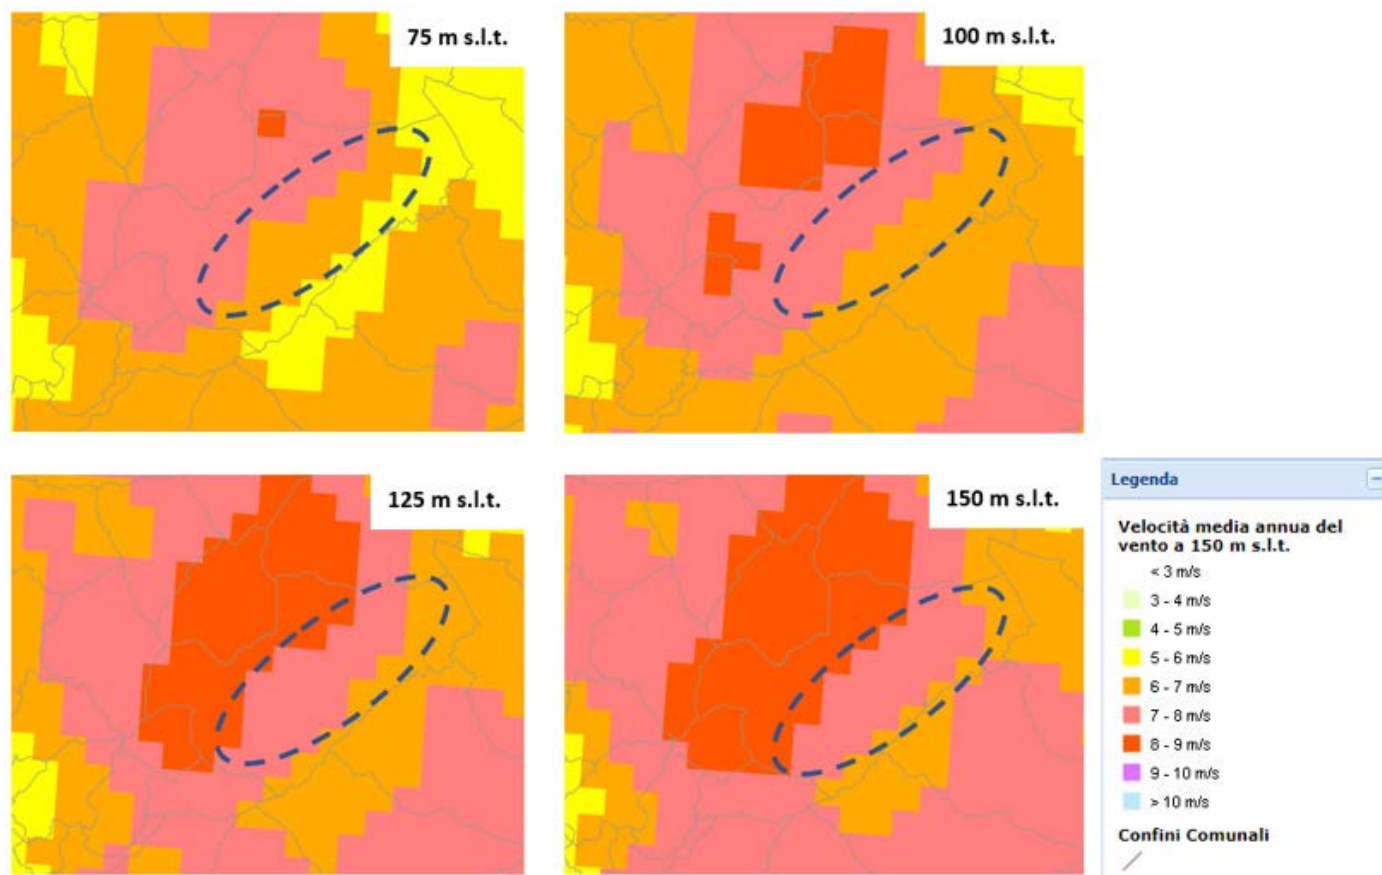 75 m s.l.t.
100 m s.l.t.
125 m s.l.t.
150 m s.l.t.
Legenda
Velocità media annua del
vento a 150 m s.l.t.
< 3 m/s
3 - 4 m/s
4 - 5 m/s
5 - 6 m/s
6 - 7 m/s
7 - 8 m/s
8 - 9 m/s
9 - 10 m/s
> 10 m/s
Confini Comunali